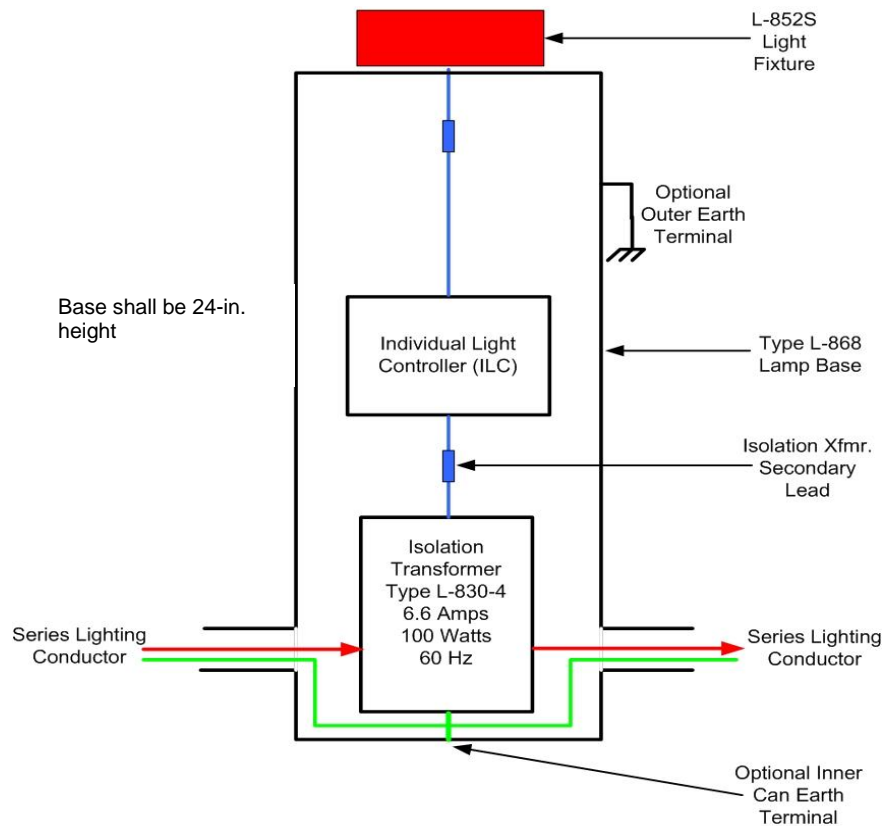 L-852S
Light
Fixture
Optional
Outer Earth
Terminal
Base shall be 24-in.
height
Individual Light
Controller (ILC)
Type L-868
Lamp Base
Isolation Xfmr.
Secondary
Lead
Isolation
Transformer
Type L-830-4
6.6 Amps
100 Watts
60 Hz
Series Lighting
Conductor
Series Lighting
Conductor
Optional Inner
Can Earth
Terminal